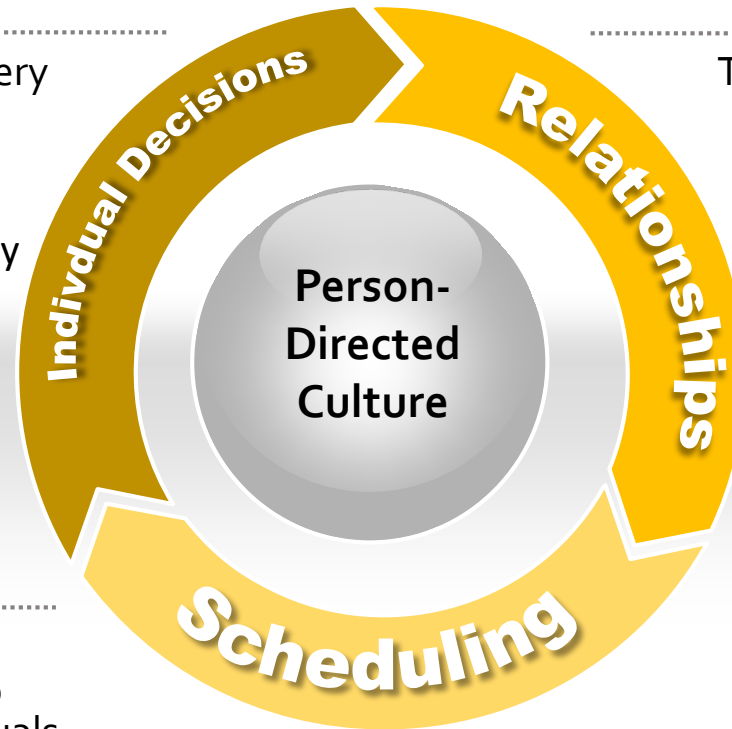 Indivdual Decisions
Relationships
Person-
Directed
Culture
Scheduling